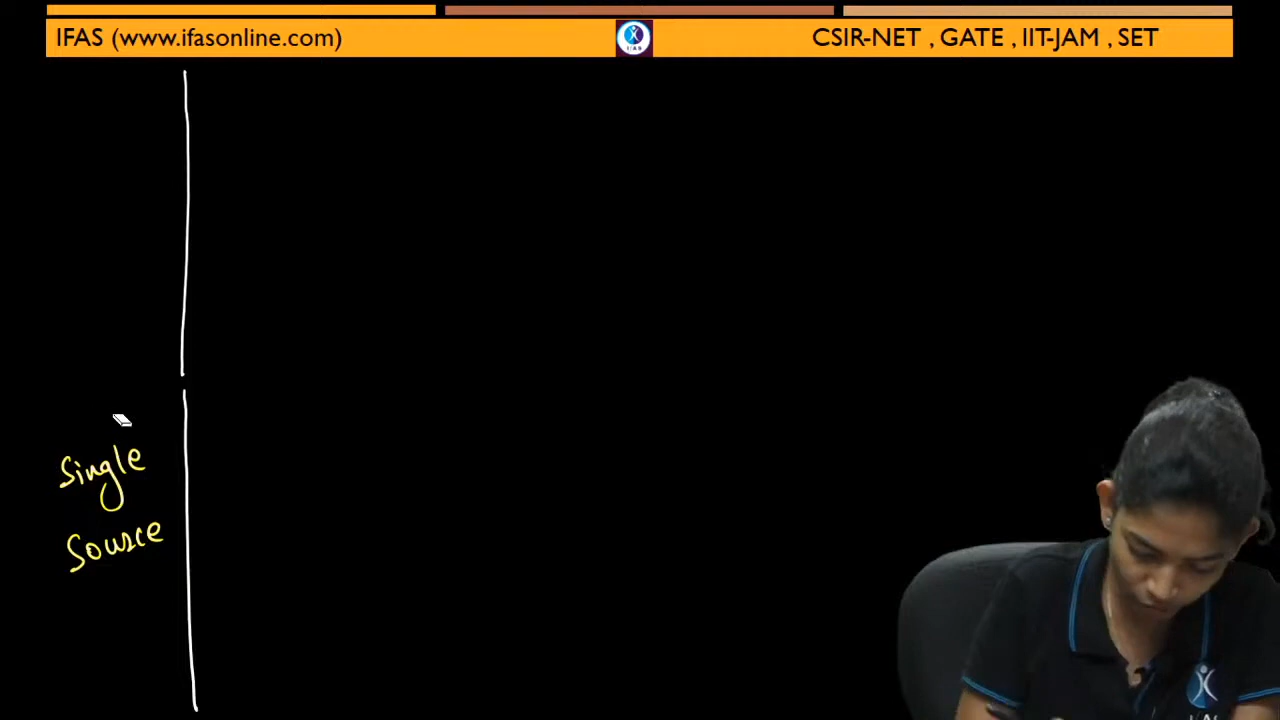 IFAS (www.ifasonline.com)
CSIR-NET , GATE , IIT-JAM , SET
Single
Source